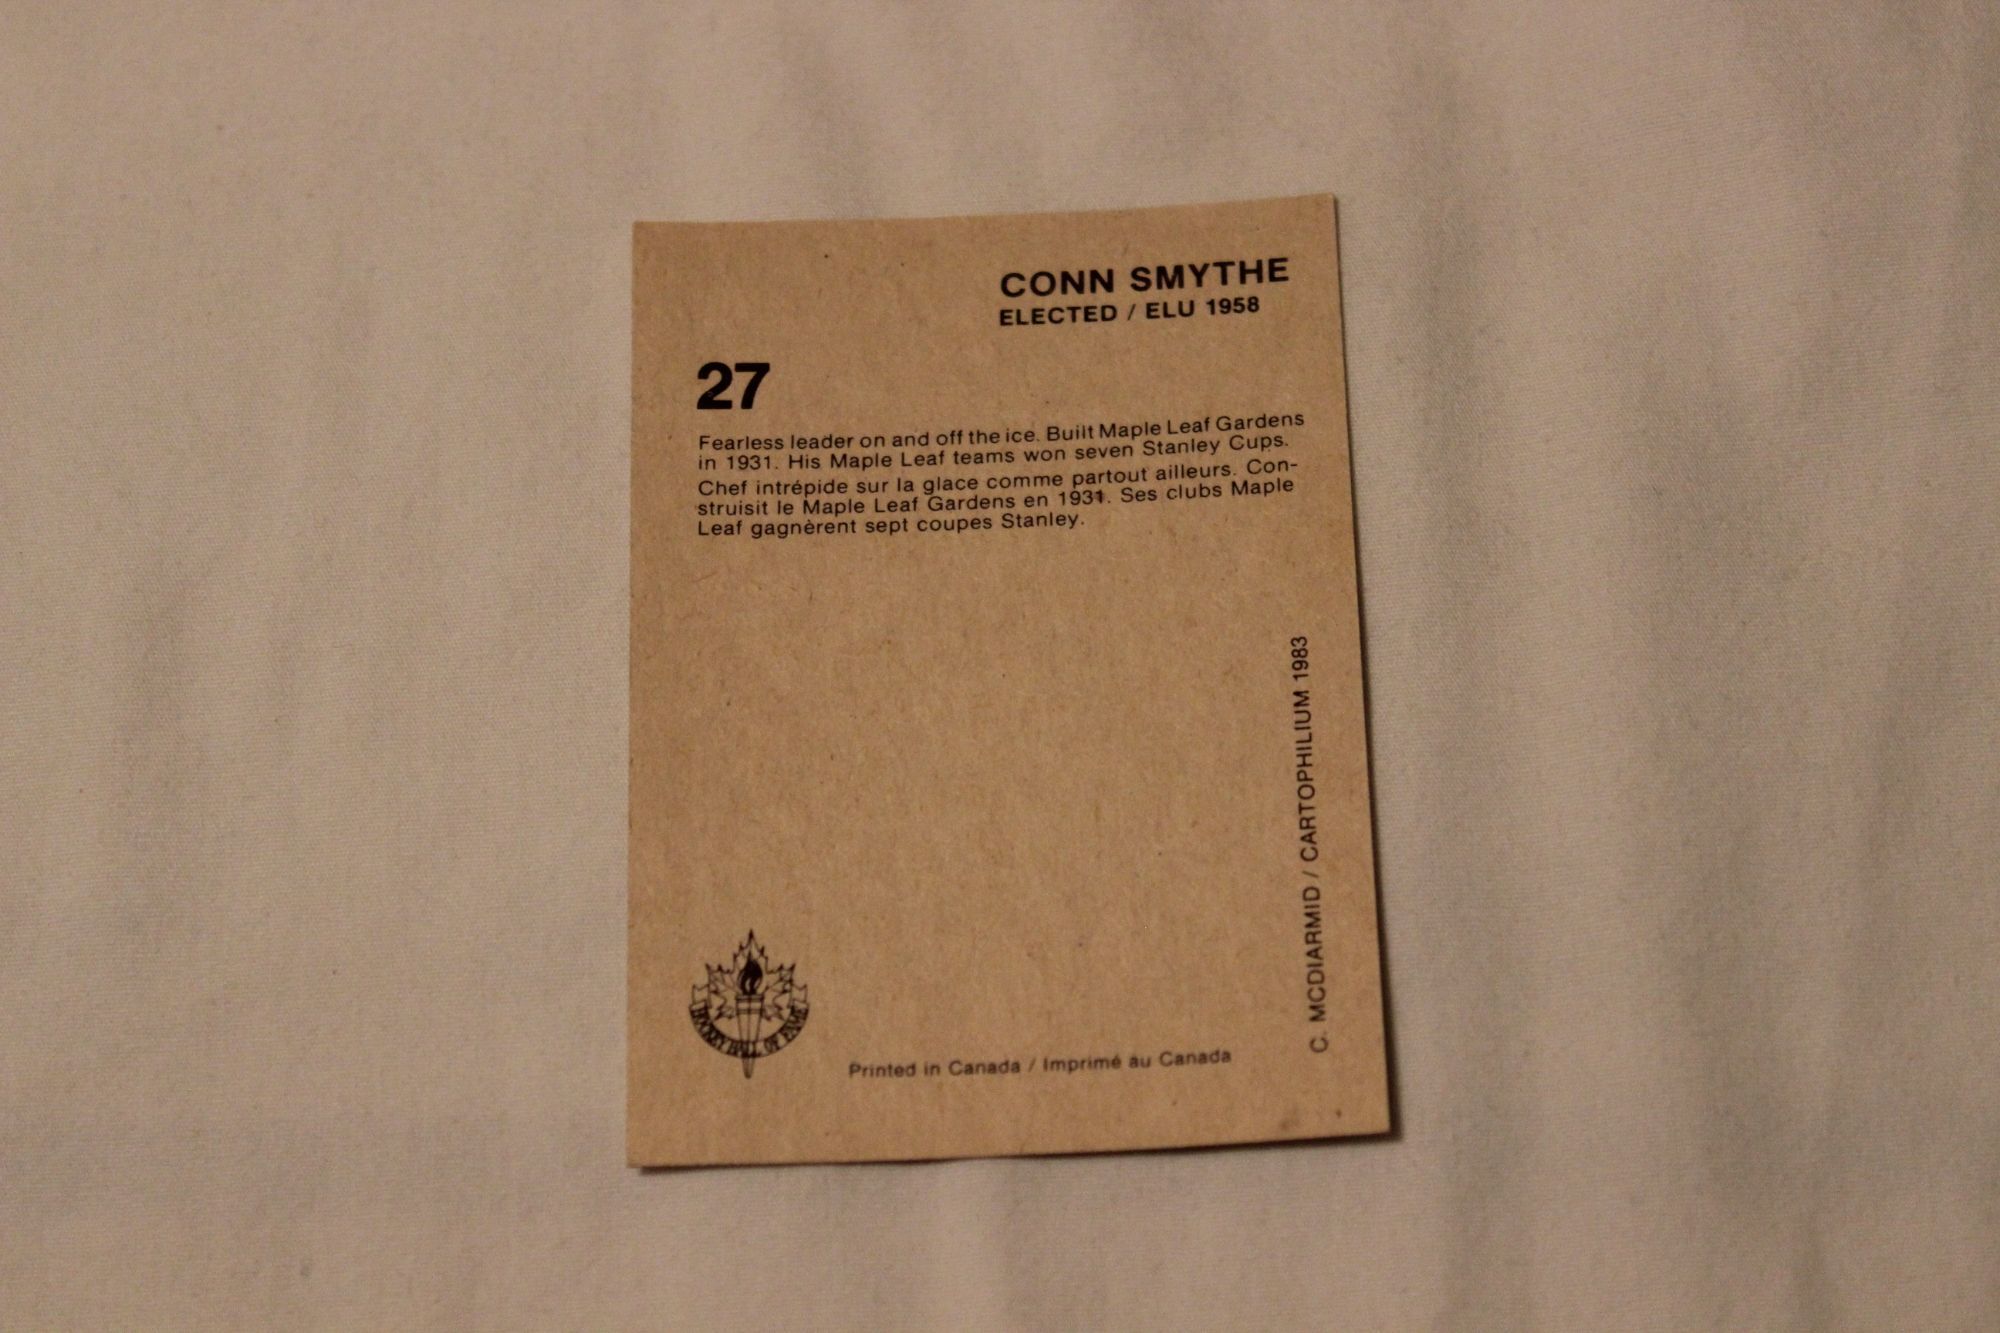 CONN SMYTHE
ELECTED / ELU 1958
27
Fearless leader on and off the ice. Built Maple Leaf Gardens
in 1931. His Maple Leaf teams won seven Stanley Cups.
Chef intrépide sur la glace comme partout ailleurs. Con-
struisit le Maple Leaf Gardens en 1931. Ses clubs Maple
Leaf gagnèrent sept coupes Stanley.
C. MCDIARMID / CARTOPHILIUM 1983
HOCKEY HALL OF FAME
Printed in Canada / Imprimé au Canada